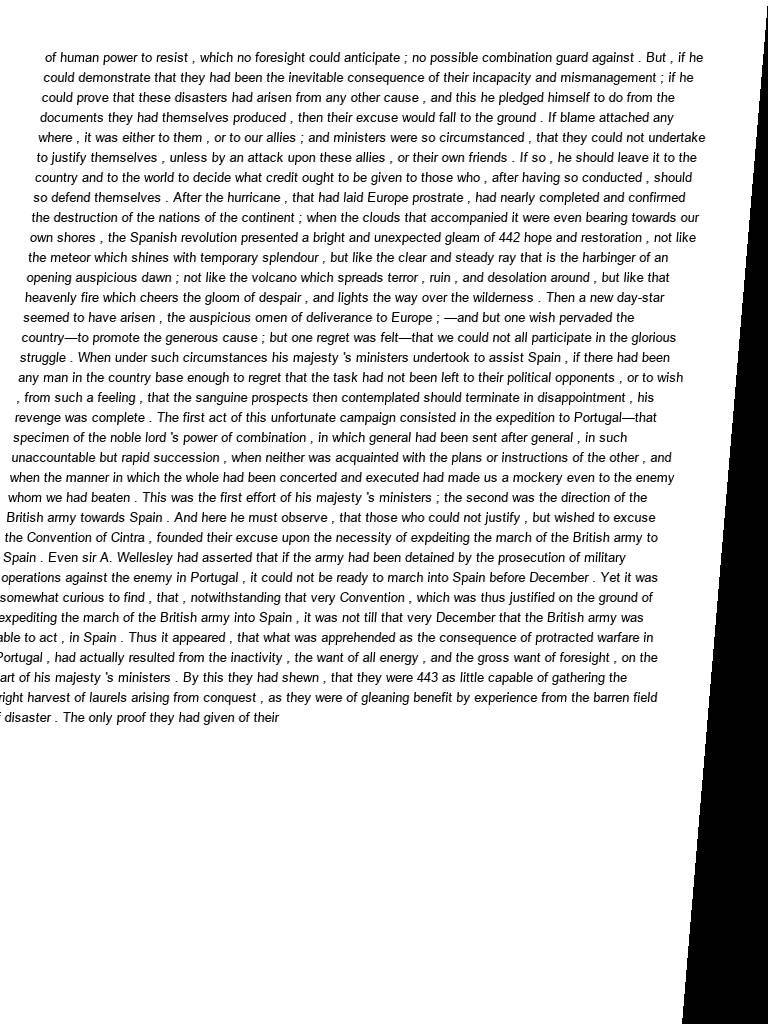 of human power to resist , which no foresight could anticipate ; no possible combination guard against . But , if he
could demonstrate that they had been the inevitable consequence of their incapacity and mismanagement ; if he
could prove that these disasters had arisen from any other cause , and this he pledged himself to do from the
documents they had themselves produced , then their excuse would fall to the ground . If blame attached any
where , it was either to them , or to our allies ; and ministers were so circumstanced , that they could not undertake
to justify themselves , unless by an attack upon these allies , or their own friends . If so , he should leave it to the
country and to the world to decide what credit ought to be given to those who , after having so conducted , should
so defend themselves . After the hurricane , that had laid Europe prostrate , had nearly completed and confirmed
the destruction of the nations of the continent ; when the clouds that accompanied it were even bearing towards our
own shores , the Spanish revolution presented a bright and unexpected gleam of 442 hope and restoration , not like
the meteor which shines with temporary splendour , but like the clear and steady ray that is the harbinger of an
opening auspicious dawn ; not like the volcano which spreads terror , ruin , and desolation around , but like that
heavenly fire which cheers the gloom of despair , and lights the way over the wilderness . Then a new day-star
seemed to have arisen , the auspicious omen of deliverance to Europe ; —and but one wish pervaded the
country—to promote the generous cause ; but one regret was felt—that we could not all participate in the glorious
struggle . When under such circumstances his majesty 's ministers undertook to assist Spain , if there had been
any man in the country base enough to regret that the task had not been left to their political opponents , or to wish
, from such a feeling , that the sanguine prospects then contemplated should terminate in disappointment , his
revenge was complete . The first act of this unfortunate campaign consisted in the expedition to Portugal—that
specimen of the noble lord 's power of combination , in which general had been sent after general , in such
unaccountable but rapid succession , when neither was acquainted with the plans or instructions of the other , and
when the manner in which the whole had been concerted and executed had made us a mockery even to the enemy
whom we had beaten . This was the first effort of his majesty 's ministers ; the second was the direction of the
British army towards Spain . And here he must observe , that those who could not justify , but wished to excuse
the Convention of Cintra , founded their excuse upon the necessity of expdeiting the march of the British army to
Spain . Even sir A. Wellesley had asserted that if the army had been detained by the prosecution of military
operations against the enemy in Portugal , it could not be ready to march into Spain before December . Yet it was
somewhat curious to find , that , notwithstanding that very Convention , which was thus justified on the ground of
expediting the march of the British army into Spain , it was not till that very December that the British army was
able to act , in Spain . Thus it appeared , that what was apprehended as the consequence of protracted warfare in
Portugal , had actually resulted from the inactivity , the want of all energy , and the gross want of foresight , on the
art of his majesty 's ministers . By this they had shewn , that they were 443 as little capable of gathering the
right harvest of laurels arising from conquest , as they were of gleaning benefit by experience from the barren field
disaster . The only proof they had given of their